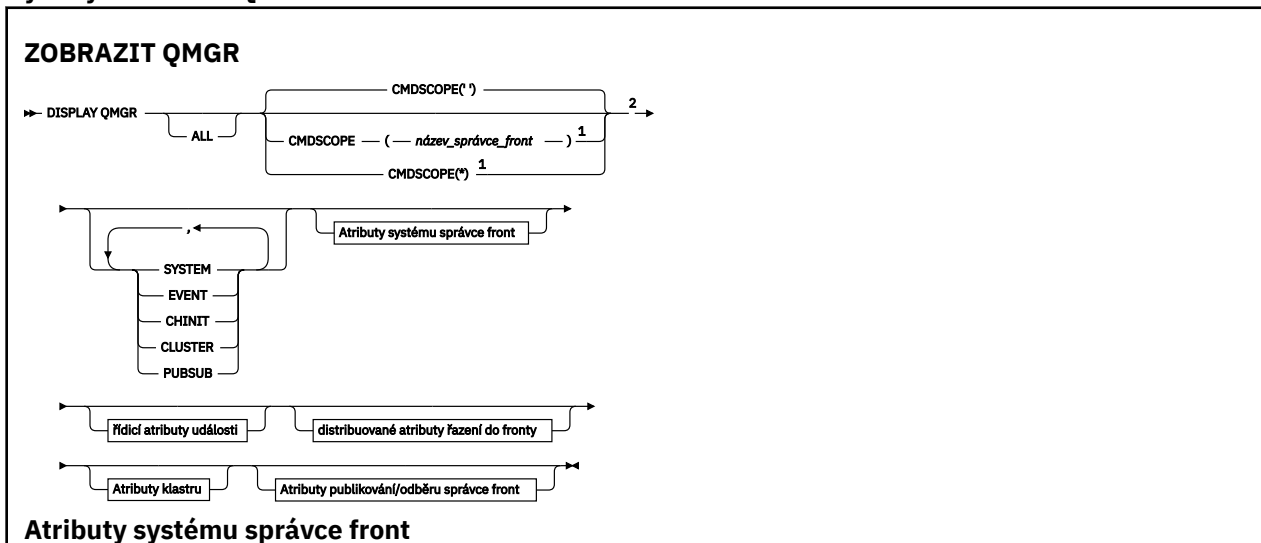 ZOBRAZIT QMGR
CMDSCOPE(' ')
DISPLAY QMGR
ALL
CMDSCOPE — ( — název_správce_front — ) 1
2
CMDSCOPE(*) 1
,
Atributy systému správce front
SYSTEM
EVENT
CHINIT
CLUSTER
PUBSUB
řídicí atributy události
distribuované atributy řazení do fronty
Atributy klastru
Atributy publikování/odběru správce front
Atributy systému správce front